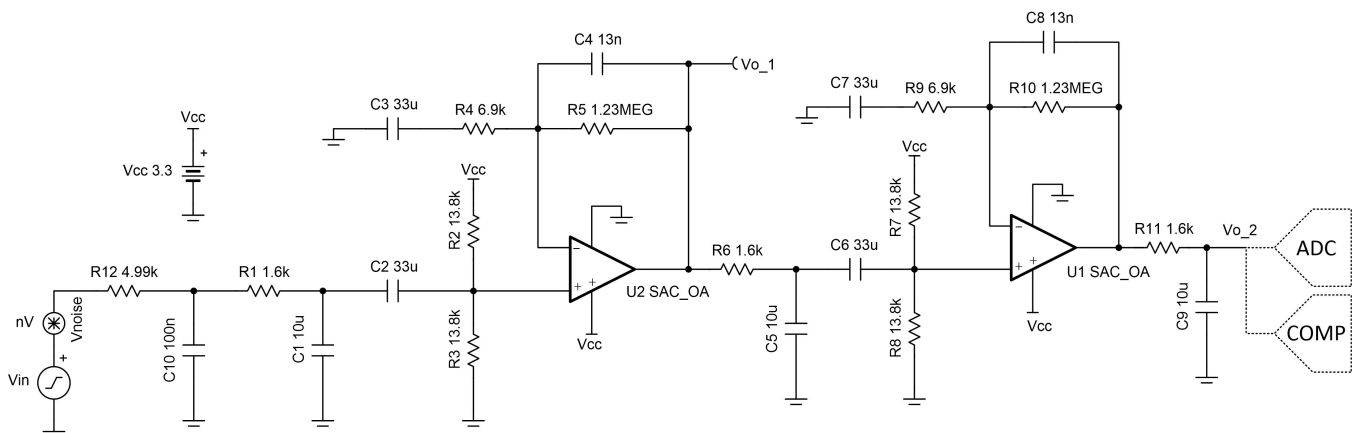 C8 13n
C4 13n
Vo_1
C7 33u
R9 6.9k
R10 1.23MEG
C3 33u
R4 6.9k
R5 1.23MEG
Vcc
+
Vcc 3.3
Vcc
R2 13.8k
Vcc
R7 13.8k
R12 4.99k
R1 1.6k
C2 33u
−
+
+
U2 SAC_OA
Vcc
R6 1.6k
C6 33u
−
+
+
U1 SAC_OA
Vcc
R11 1.6k
Vo_2
ADC
COMP
nV
Vnoise
+
Vin
C10 100n
C1 10u
R3 13.8k
C5 10u
R8 13.8k
C9 10u